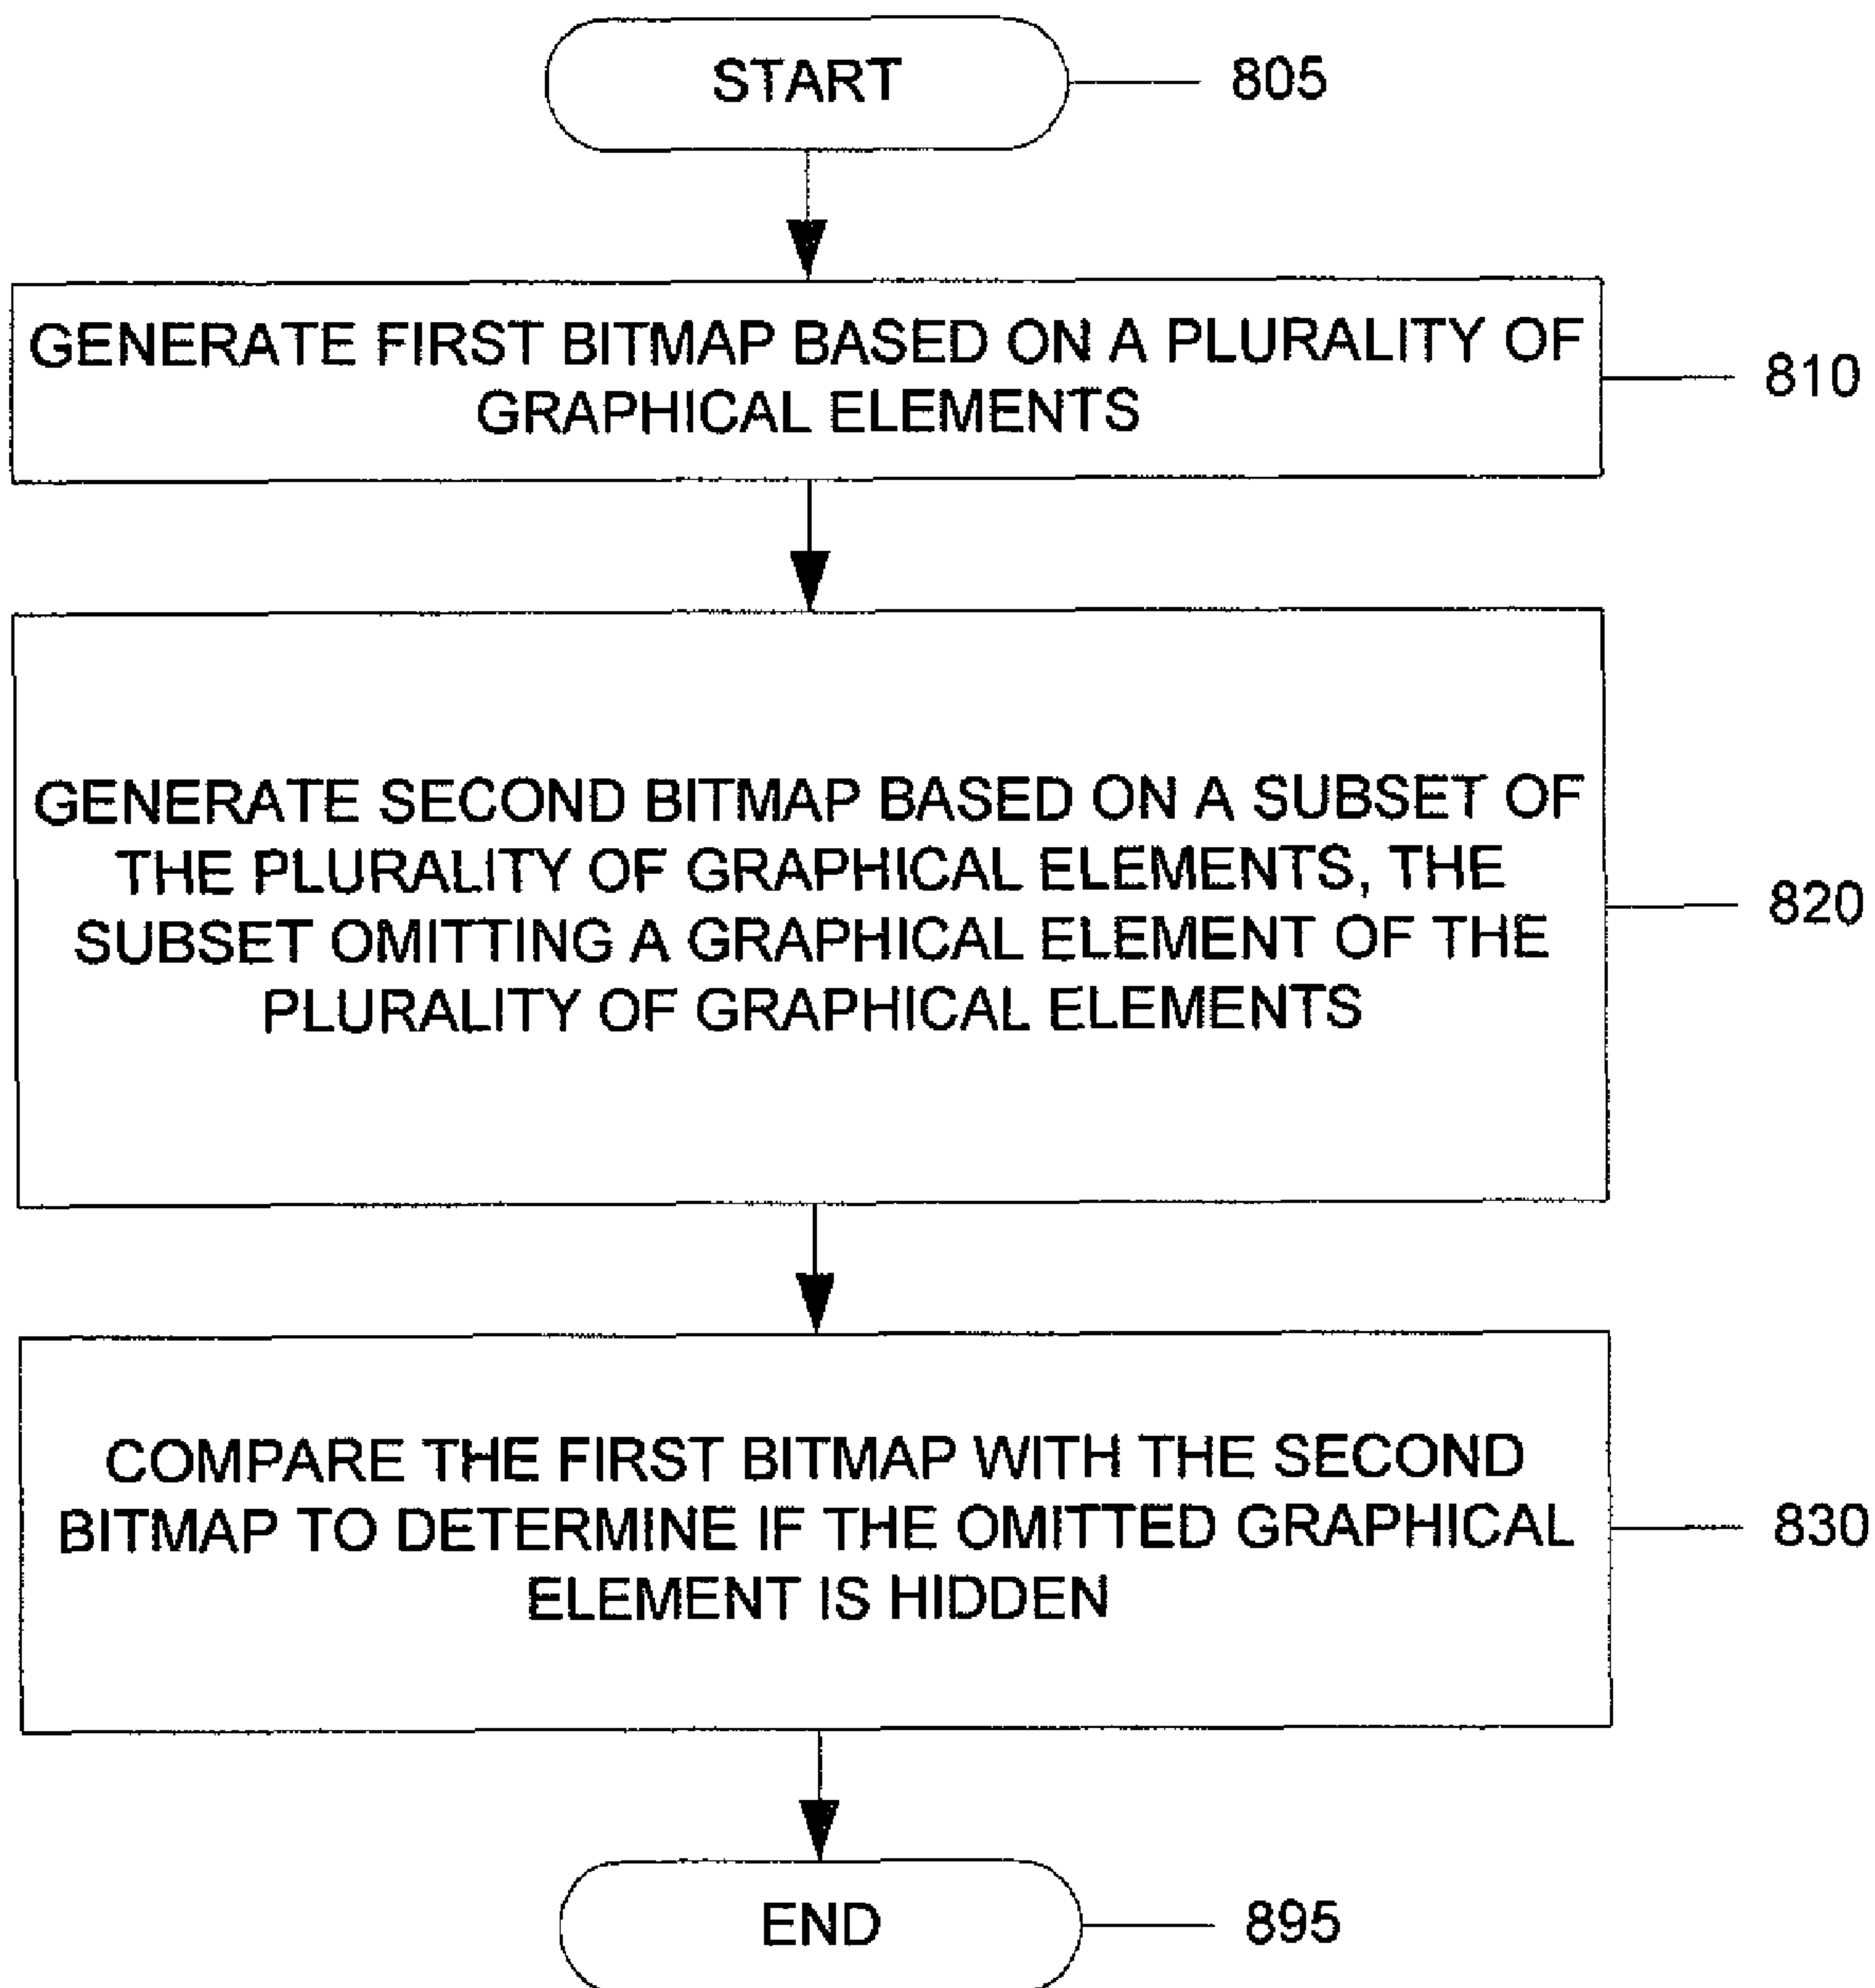 START
805
GENERATE FIRST BITMAP BASED ON A PLURALITY OF
GRAPHICAL ELEMENTS
810
GENERATE SECOND BITMAP BASED ON A SUBSET OF
THE PLURALITY OF GRAPHICAL ELEMENTS, THE
SUBSET OMITTING A GRAPHICAL ELEMENT OF THE
PLURALITY OF GRAPHICAL ELEMENTS
820
COMPARE THE FIRST BITMAP WITH THE SECOND
BITMAP TO DETERMINE IF THE OMITTED GRAPHICAL
ELEMENT IS HIDDEN
830
END
895